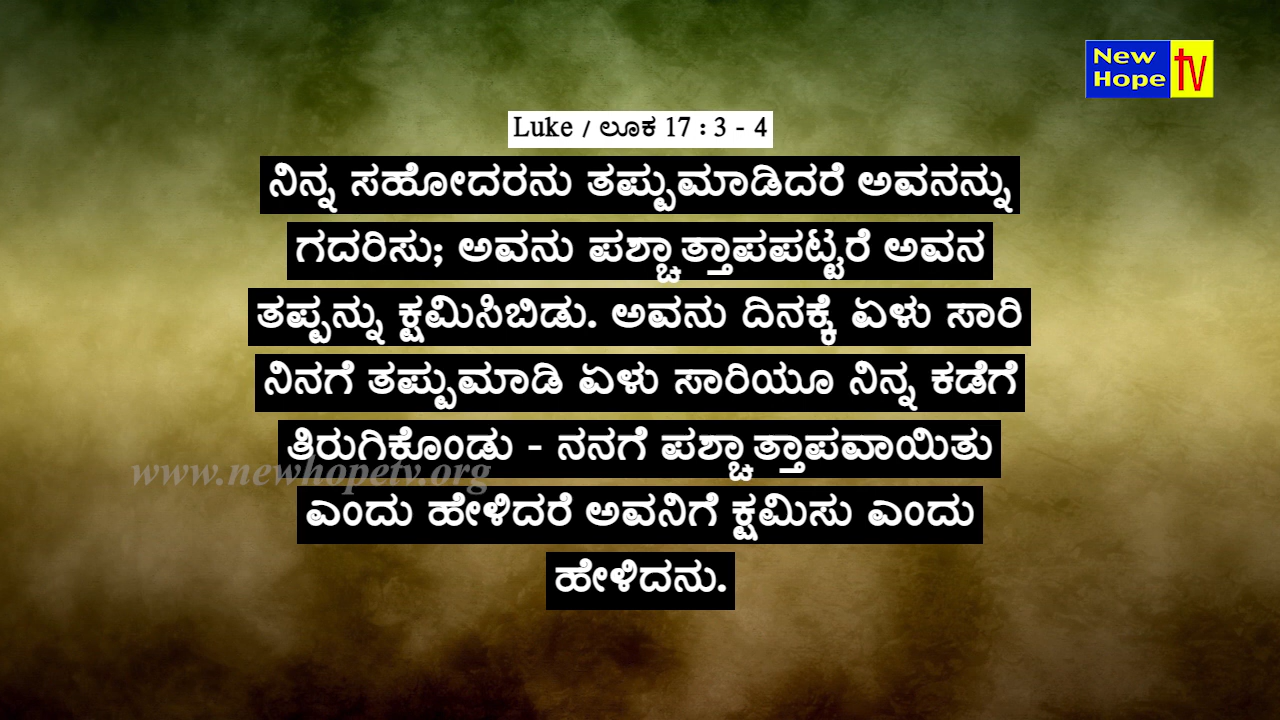 New
Hope
tv
Luke / ಲೂಕ 17 : 3 - 4
ನಿನ್ನ ಸಹೋದರನು ತಪ್ಪುಮಾಡಿದರೆ ಅವನನ್ನು
ಗದರಿಸು; ಅವನು ಪಶ್ಚಾತ್ತಾಪಪಟ್ಟರೆ ಅವನ
ತಪ್ಪನ್ನು ಕ್ಷಮಿಸಿಬಿಡು. ಅವನು ದಿನಕ್ಕೆ ಏಳು ಸಾರಿ
ನಿನಗೆ ತಪ್ಪುಮಾಡಿ ಏಳು ಸಾರಿಯೂ ನಿನ್ನ ಕಡೆಗೆ
ತಿರುಗಿಕೊಂಡು - ನನಗೆ ಪಶ್ಚಾತ್ತಾಪವಾಯಿತು
www.newhopetv.org
ಎಂದು ಹೇಳಿದರೆ ಅವನಿಗೆ ಕ್ಷಮಿಸು ಎಂದು
ಹೇಳಿದನು.